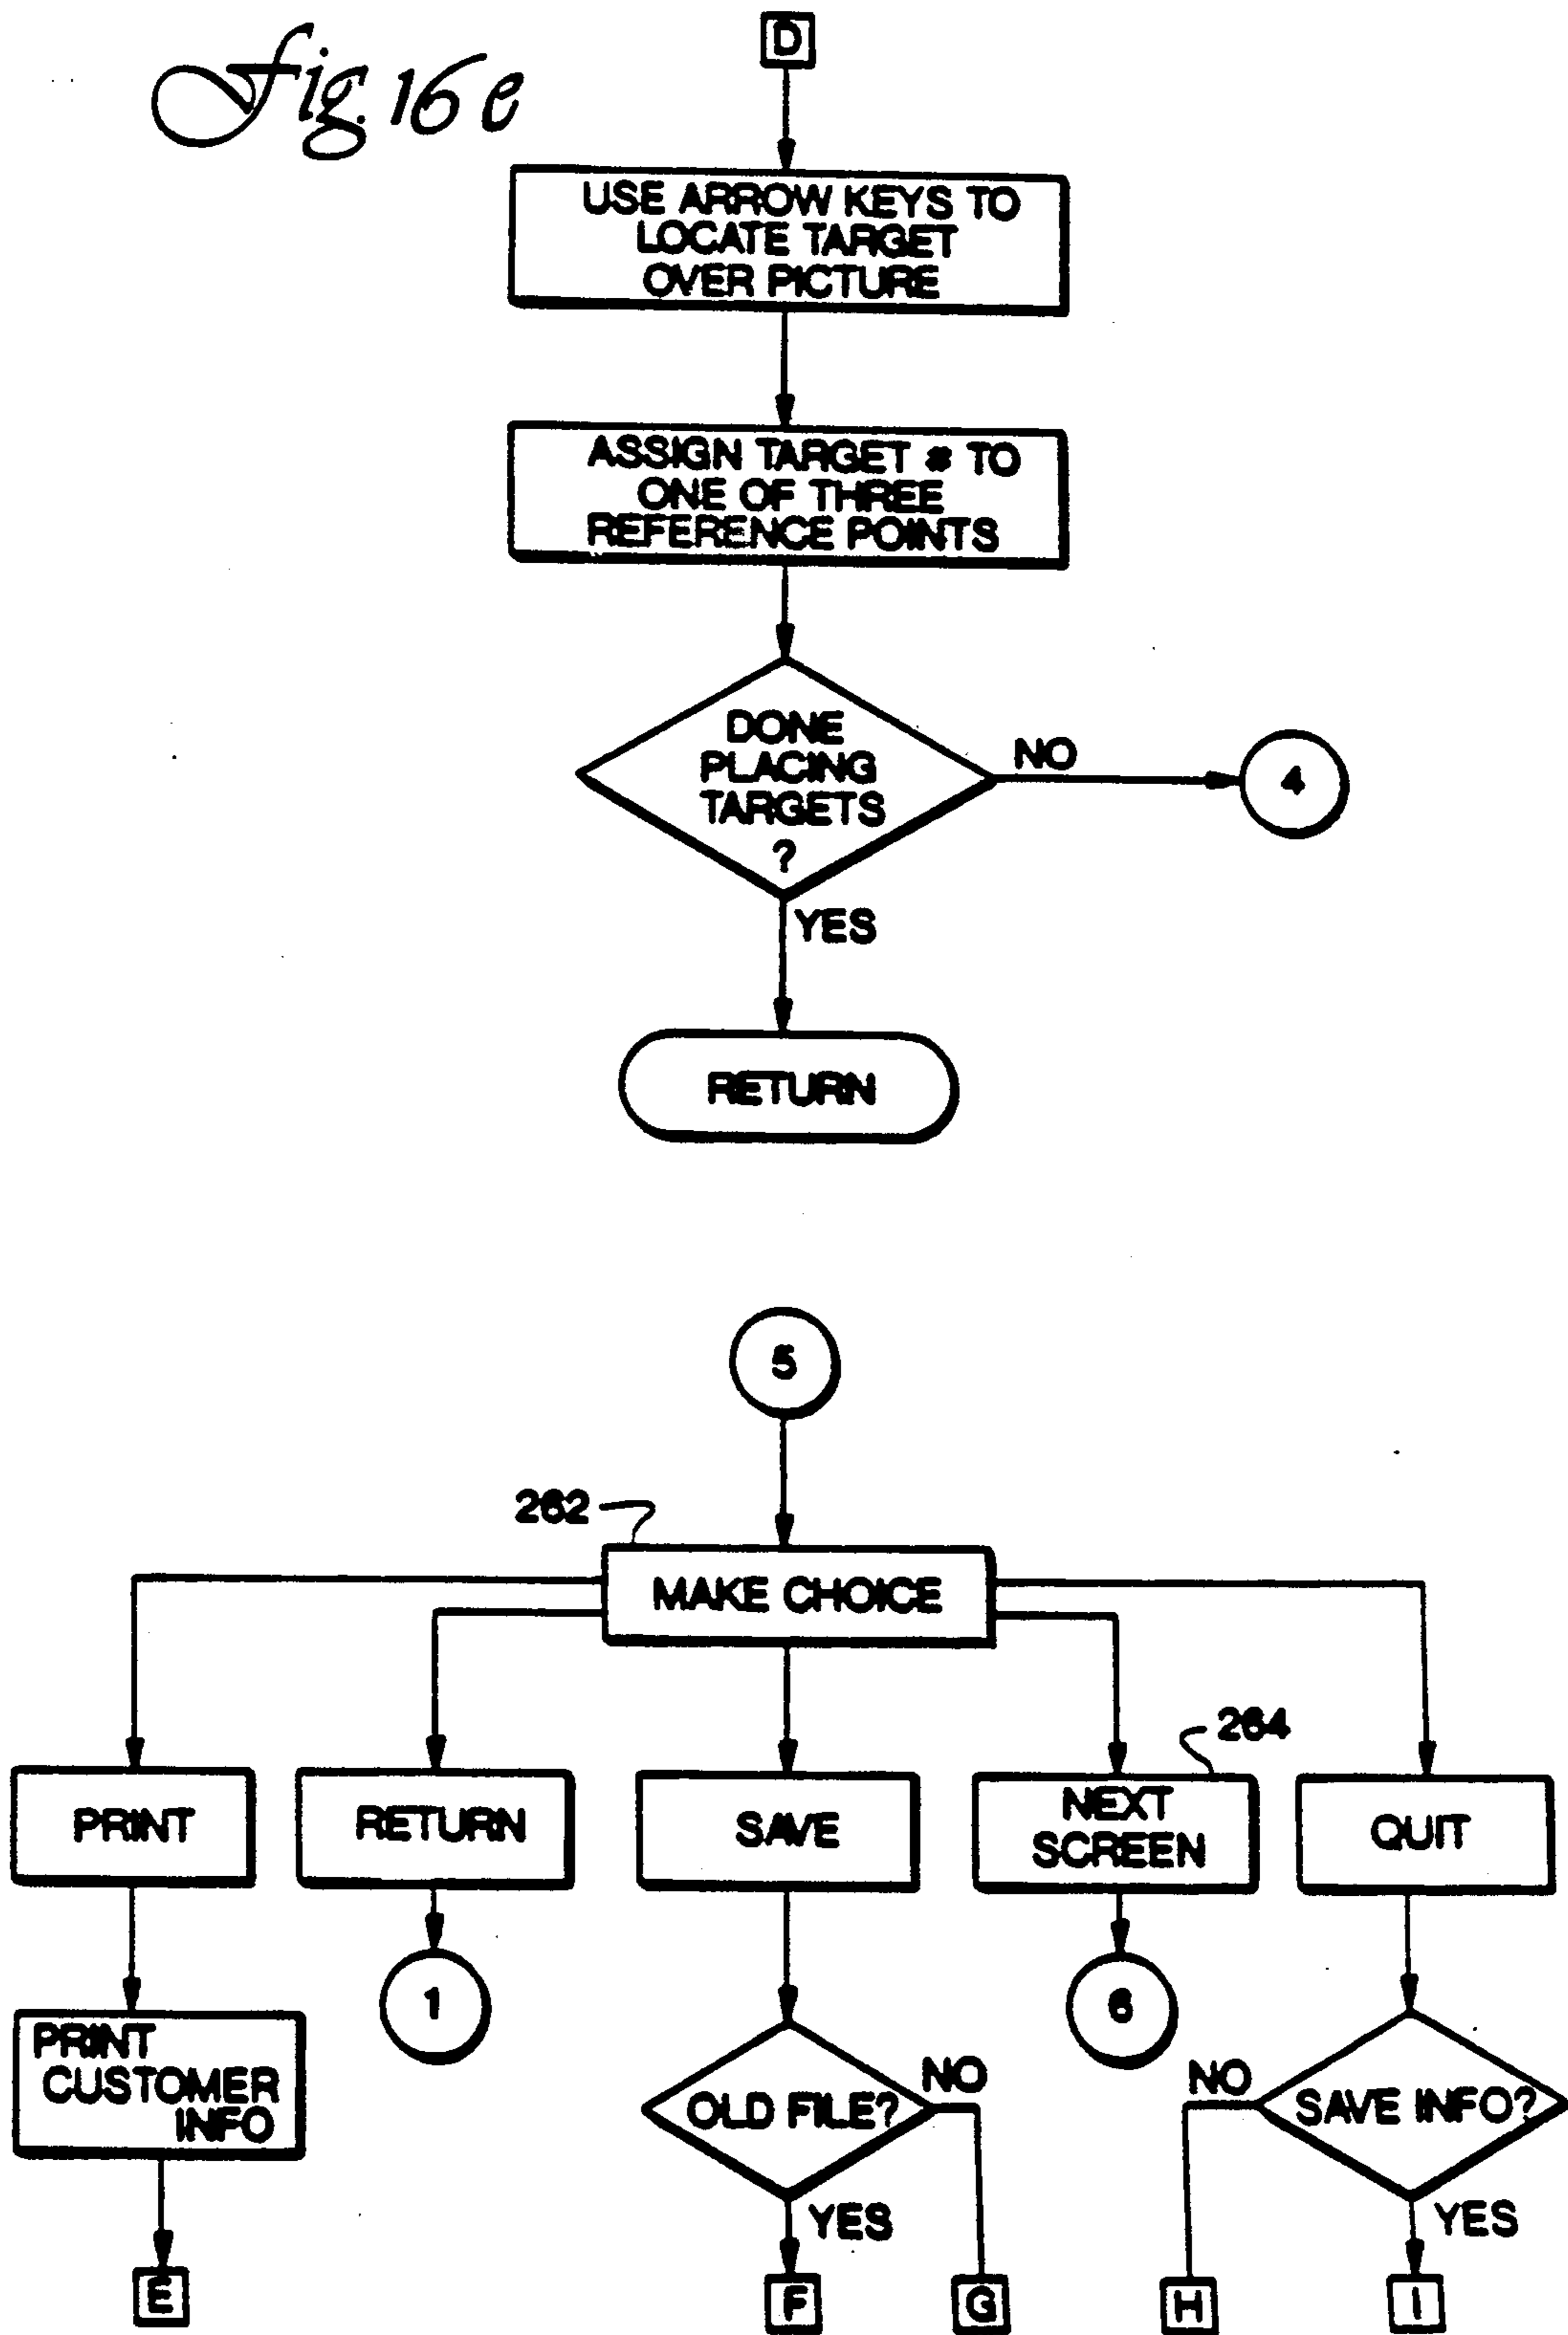 Fig. 16e
D
USE ARROW KEYS TO
LOCATE TARGET
OVER PICTURE
ASSIGN TARGET # TO
ONE OF THREE
REFERENCE POINTS
DONE
PLACING
TARGETS
?
NO
4
YES
RETURN
5
262
MAKE CHOICE
264
PRINT
RETURN
SAVE
NEXT
SCREEN
QUIT
1
6
PRINT
CUSTOMER
INFO
OLD FILE?
NO
NO
SAVE INFO?
YES
YES
E
F
G
H
I